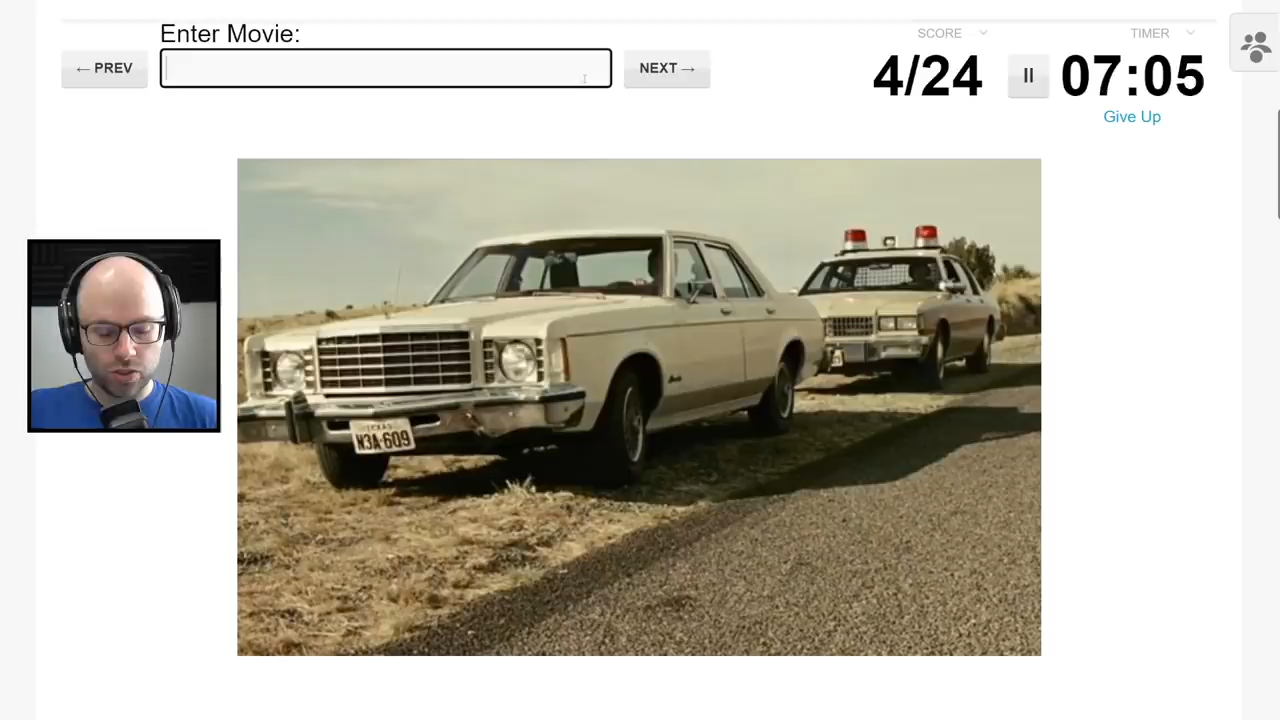 Enter Movie:
← PREV
NEXT →
SCORE
4/24
TIMER
07:05
Give Up
TEXAS
N3A·609